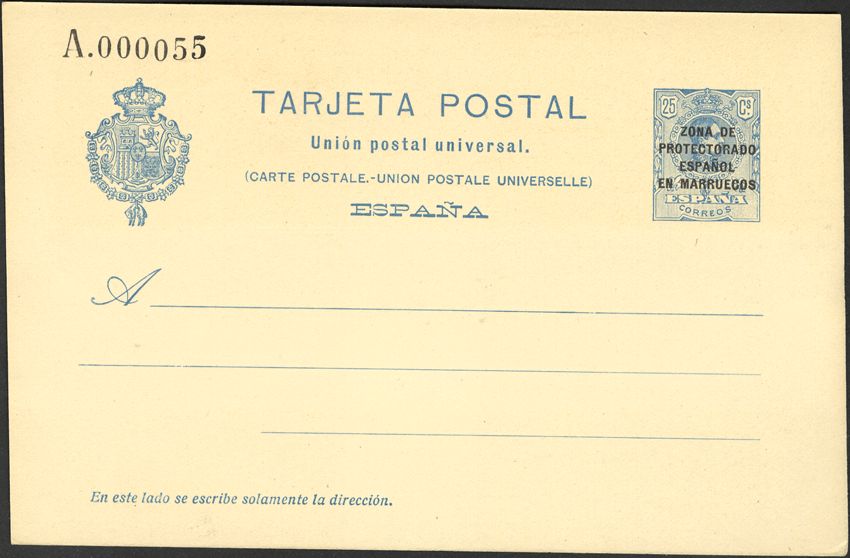 A.000055
TARJETA POSTAL
Unión postal universal.
(CARTE POSTALE.-UNION POSTALE UNIVERSELLE)
ESPAÑA
25 Cs
ZONA DE
PROTECTORADO
ESPAÑOL
EN MARRUECOS
ESPAÑA
CORREOS
A
En este lado se escribe solamente la dirección.